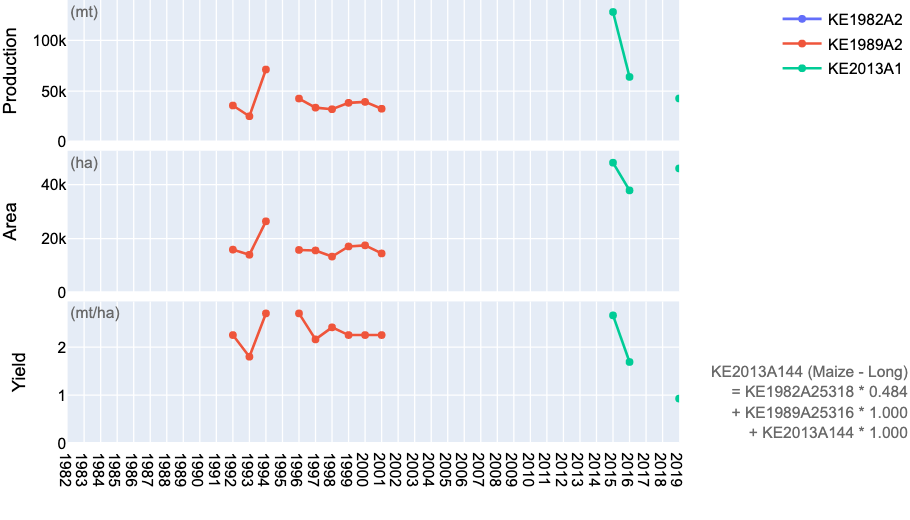 (mt)
100k
50k
0
Production
(ha)
40k
20k
0
Area
(mt/ha)
2
1
0
Yield
1982
1983
1984
1985
1986
1987
1988
1989
1990
1991
1992
1993
1994
1995
1996
1997
1998
1999
2000
2001
2002
2003
2004
2005
2006
2007
2008
2009
2010
2011
2012
2013
2014
2015
2016
2017
2018
2019
KE1982A2
KE1989A2
KE2013A1
KE2013A144 (Maize - Long)
= KE1982A25318 * 0.484
+ KE1989A25316 * 1.000
+ KE2013A144 * 1.000